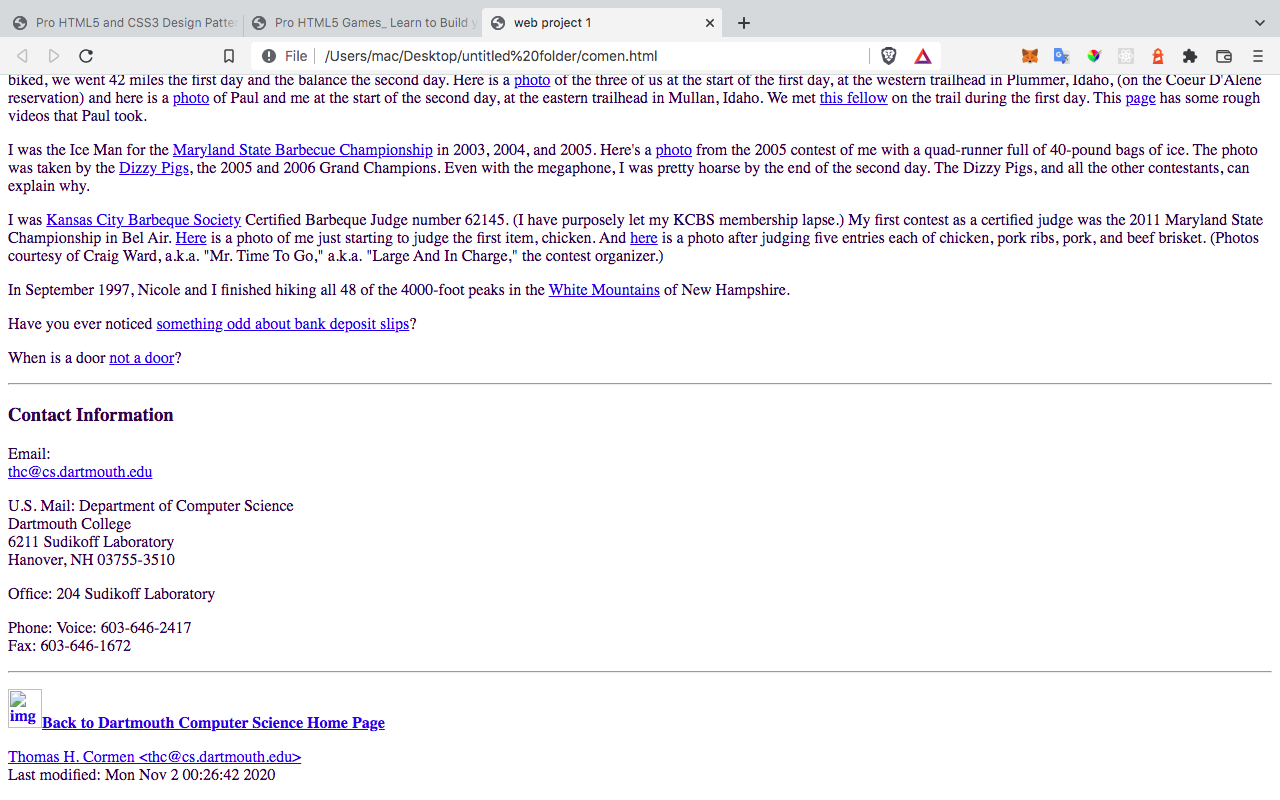 Pro HTML5 and CSS3 Design Patter
Pro HTML5 Games_ Learn to Build y
web project 1
File
/Users/mac/Desktop/untitled%20folder/comen.html
biked, we went 42 miles the first day and the balance the second day. Here is a photo of the three of us at the start of the first day, at the western trailhead in Plummer, Idaho, (on the Coeur D'Alene
reservation) and here is a photo of Paul and me at the start of the second day, at the eastern trailhead in Mullan, Idaho. We met this fellow on the trail during the first day. This page has some rough
videos that Paul took.
I was the Ice Man for the Maryland State Barbecue Championship in 2003, 2004, and 2005. Here's a photo from the 2005 contest of me with a quad-runner full of 40-pound bags of ice. The photo
was taken by the Dizzy Pigs, the 2005 and 2006 Grand Champions. Even with the megaphone, I was pretty hoarse by the end of the second day. The Dizzy Pigs, and all the other contestants, can
explain why.
I was Kansas City Barbeque Society Certified Barbeque Judge number 62145. (I have purposely let my KCBS membership lapse.) My first contest as a certified judge was the 2011 Maryland State
Championship in Bel Air. Here is a photo of me just starting to judge the first item, chicken. And here is a photo after judging five entries each of chicken, pork ribs, pork, and beef brisket. (Photos
courtesy of Craig Ward, a.k.a. "Mr. Time To Go," a.k.a. "Large And In Charge," the contest organizer.)
In September 1997, Nicole and I finished hiking all 48 of the 4000-foot peaks in the White Mountains of New Hampshire.
Have you ever noticed something odd about bank deposit slips?
When is a door not a door?
Contact Information
Email:
thc@cs.dartmouth.edu
U.S. Mail: Department of Computer Science
Dartmouth College
6211 Sudikoff Laboratory
Hanover, NH 03755-3510
Office: 204 Sudikoff Laboratory
Phone: Voice: 603-646-2417
Fax: 603-646-1672
img Back to Dartmouth Computer Science Home Page
Thomas H. Cormen <thc@cs.dartmouth.edu>
Last modified: Mon Nov 2 00:26:42 2020